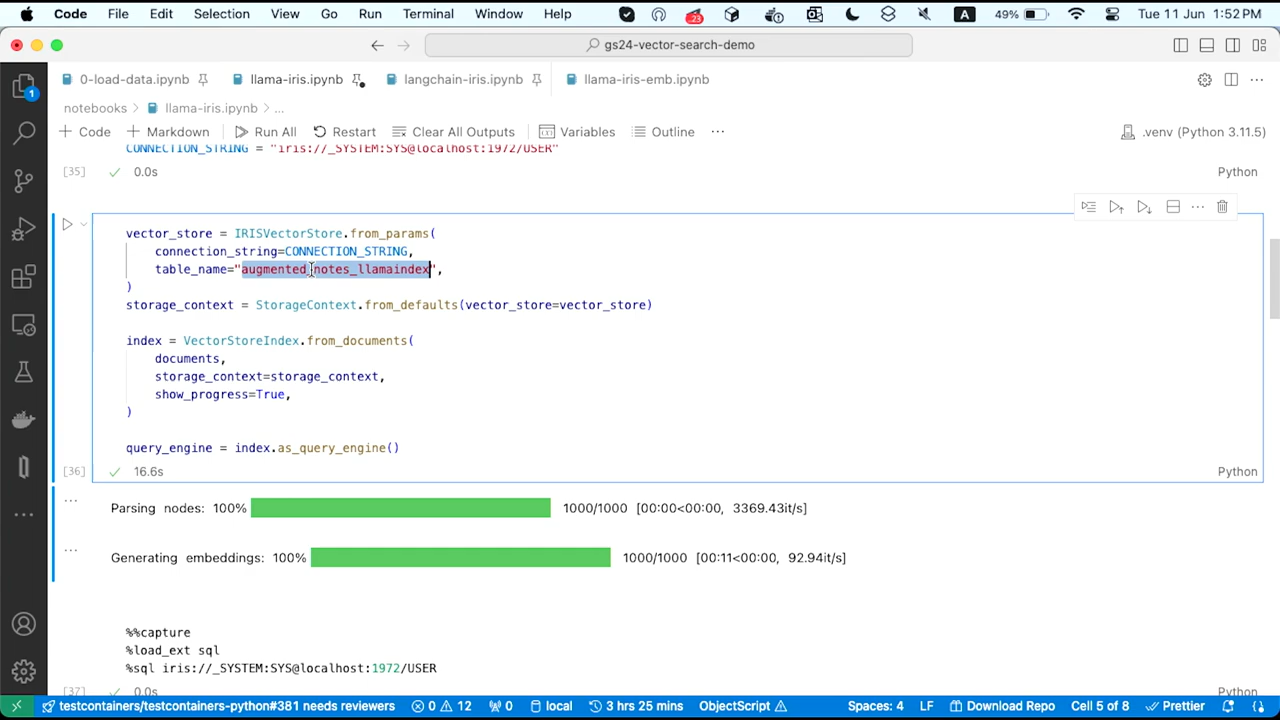 Code File Edit Selection View Go Run Terminal Window Help 23 A 49% Tue 11 Jun 1:52 PM
gs24-vector-search-demo
1
0-load-data.ipynb llama-iris.ipynb langchain-iris.ipynb llama-iris-emb.ipynb
notebooks > llama-iris.ipynb > ...
+ Code + Markdown Run All Restart Clear All Outputs Variables Outline ... .venv (Python 3.11.5)
CONNECTION_STRING = "iris://_SYSTEM:SYS@localhost:1972/USER"
[35] 0.0s Python
vector_store = IRISVectorStore.from_params(
connection_string=CONNECTION_STRING,
table_name="augmented_notes_llamaindex",
)
storage_context = StorageContext.from_defaults(vector_store=vector_store)
index = VectorStoreIndex.from_documents(
documents,
storage_context=storage_context,
show_progress=True,
)
query_engine = index.as_query_engine()
[36] 16.6s Python
... Parsing nodes: 100% 1000/1000 [00:00<00:00, 3369.43it/s]
... Generating embeddings: 100% 1000/1000 [00:11<00:00, 92.94it/s]
%%capture
%load_ext sql
%sql iris://_SYSTEM:SYS@localhost:1972/USER
[37] 0.0s Python
testcontainers/testcontainers-python#381 needs reviewers 0 12 0 local 3 hrs 25 mins ObjectScript Spaces: 4 LF Download Repo Cell 5 of 8 Prettier